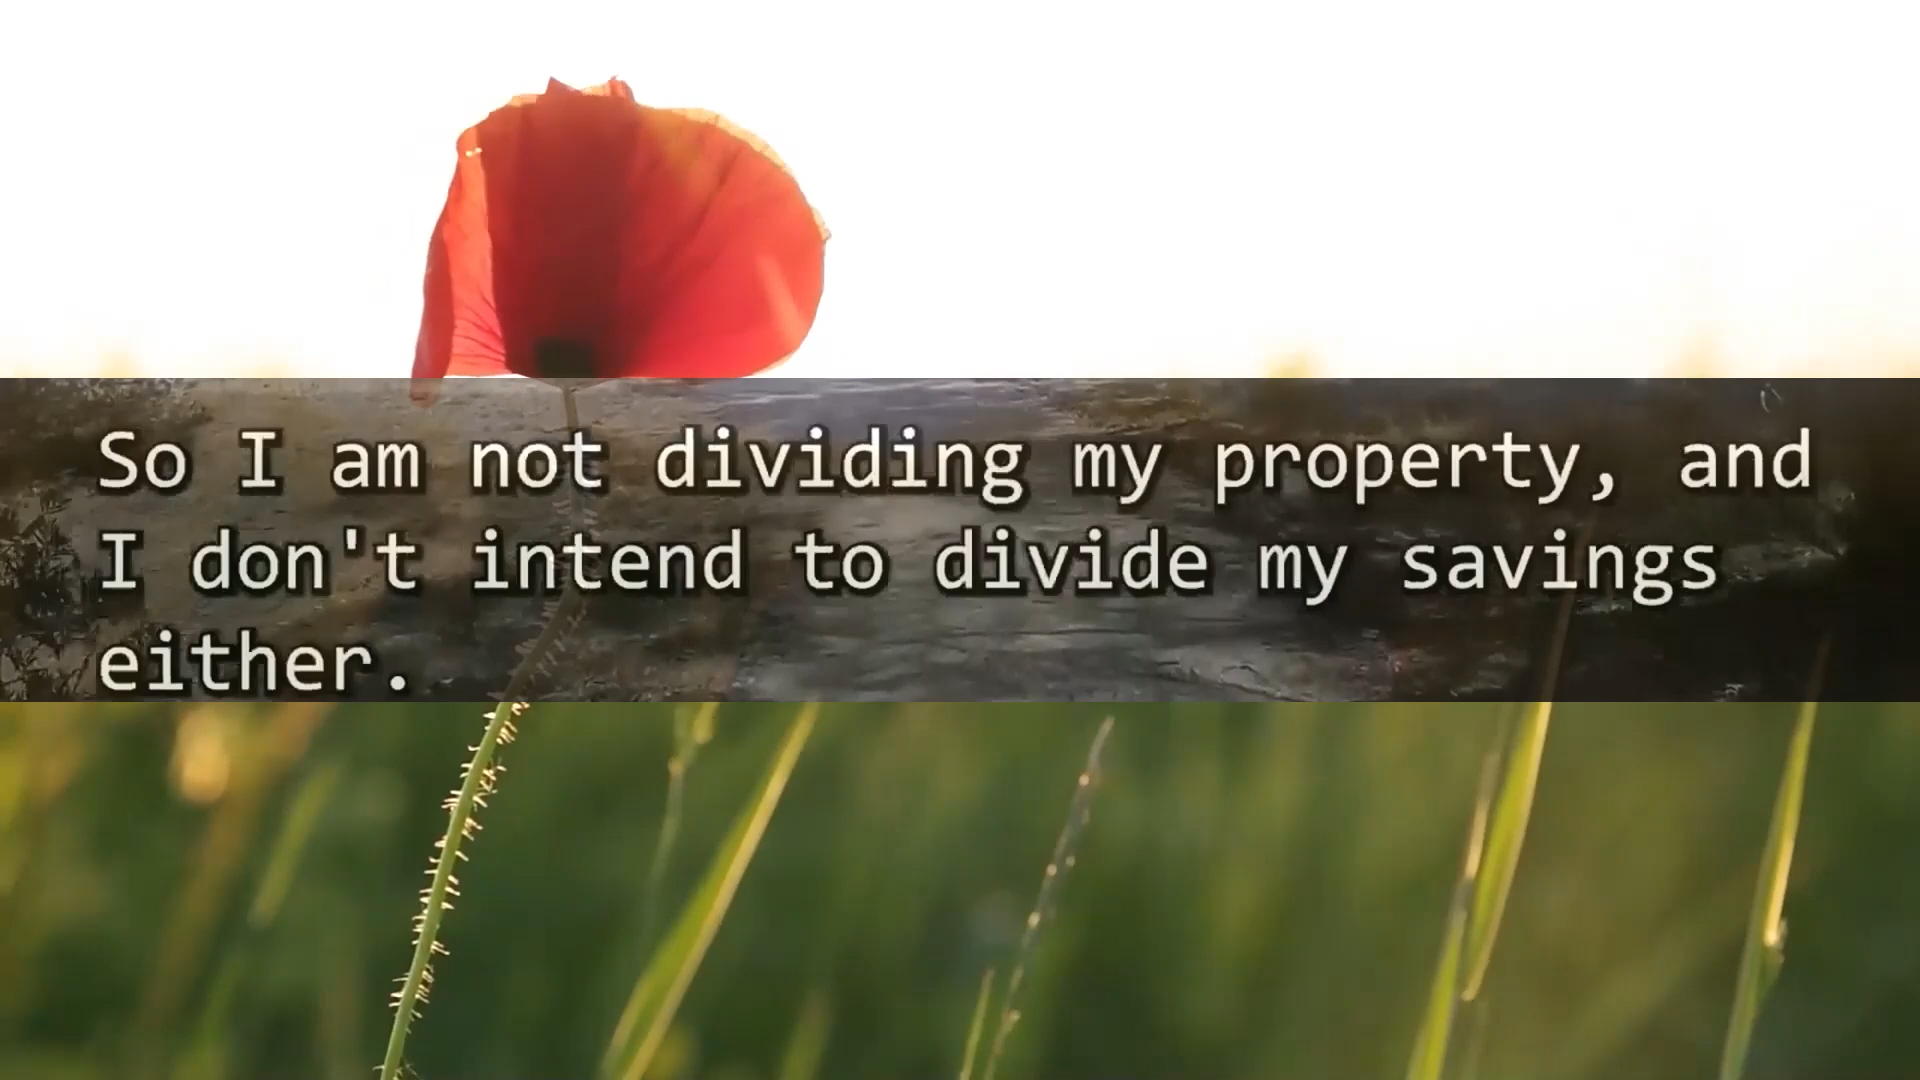 So I am not dividing my property, and
I don't intend to divide my savings
either.